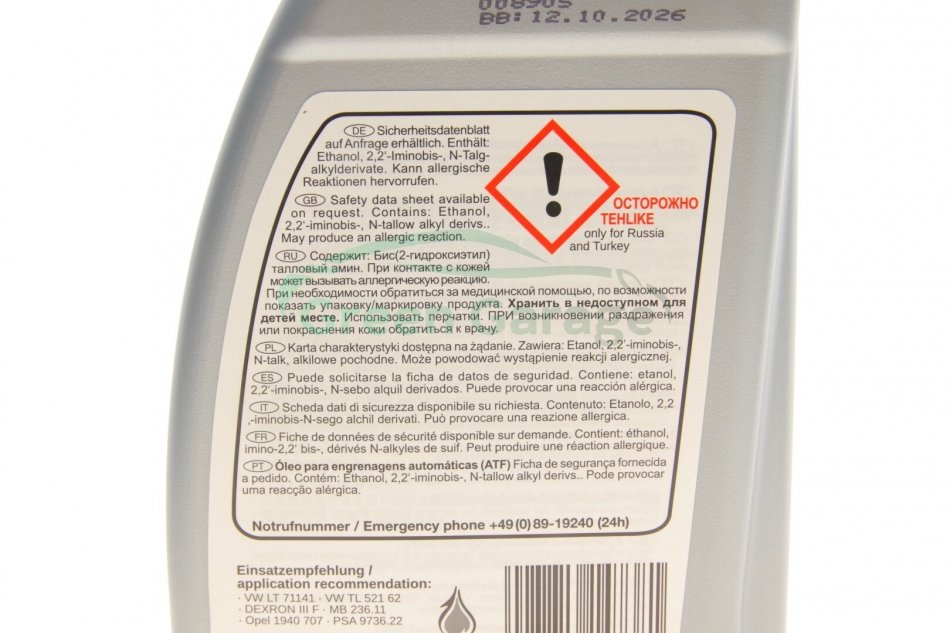 008905
BB: 12.10.2026
DE Sicherheitsdatenblatt
auf Anfrage erhältlich. Enthält:
Ethanol, 2,2'-Iminobis-, N-Talg-
alkylderivate. Kann allergische
Reaktionen hervorrufen.
GB Safety data sheet available
on request. Contains: Ethanol,
2,2'-iminobis-, N-tallow alkyl derivs..
May produce an allergic reaction.
ОСТОРОЖНО
TEHLIKE
only for Russia
and Turkey
RU Содержит: Бис(2-гидроксиэтил)
талловый амин. При контакте с кожей
может вызывать аллергическую реакцию.
При необходимости обратиться за медицинской помощью, по возможности
показать упаковку/маркировку продукта. Хранить в недоступном для
детей месте. Использовать перчатки. ПРИ возникновении раздражения
или покраснения кожи обратиться к врачу.
PL Karta charakterystyki dostępna na żądanie. Zawiera: Etanol, 2,2'-iminobis-,
N-talk, alkilowe pochodne. Może powodować wystąpienie reakcji alergicznej.
ES Puede solicitarse la ficha de datos de seguridad. Contiene: etanol,
2,2'-iminobis-, N-sebo alquil derivados. Puede provocar una reacción alérgica.
IT Scheda dati di sicurezza disponibile su richiesta. Contenuto: Etanolo, 2,2
,-iminobis-N-sego alchil derivati. Può provocare una reazione allergica.
FR Fiche de données de sécurité disponible sur demande. Contient: éthanol,
imino-2,2' bis-, dérivés N-alkyles de suif. Peut produire une réaction allergique.
PT Óleo para engrenagens automáticas (ATF) Ficha de segurança fornecida
a pedido. Contém: Ethanol, 2,2'-iminobis-, N-tallow alkyl derivs.. Pode provocar
uma reacção alérgica.
Notrufnummer / Emergency phone +49(0)89-19240 (24h)
Green Garage
Einsatzempfehlung /
application recommendation:
· VW LT 71141 · VW TL 521 62
· DEXRON III F · MB 236.11
· Opel 1940 707 · PSA 9736.22